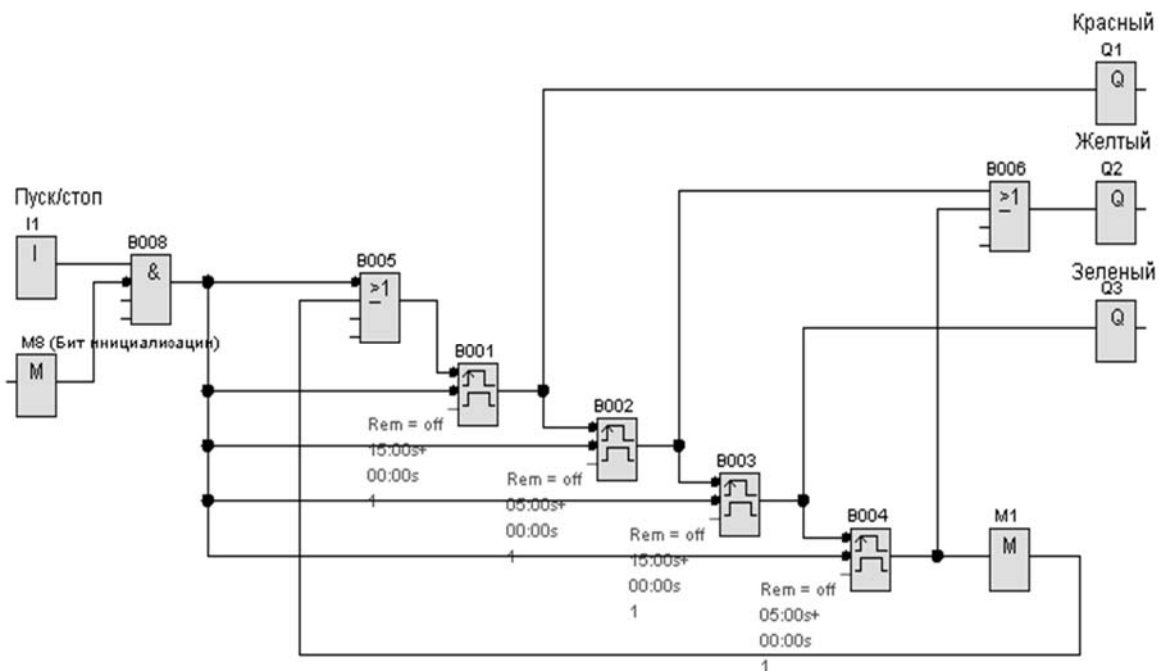 Красный
Q1
Q
Желтый
B006
Q2
≥1
Q
Пуск/стоп
I1
I
B008
&
B005
≥1
Зеленый
Q3
Q
M8 (Бит инициализации)
M
B001
Rem = off
15:00s+
00:00s
1
B002
Rem = off
05:00s+
00:00s
1
B003
Rem = off
15:00s+
00:00s
1
B004
Rem = off
05:00s+
00:00s
1
M1
M